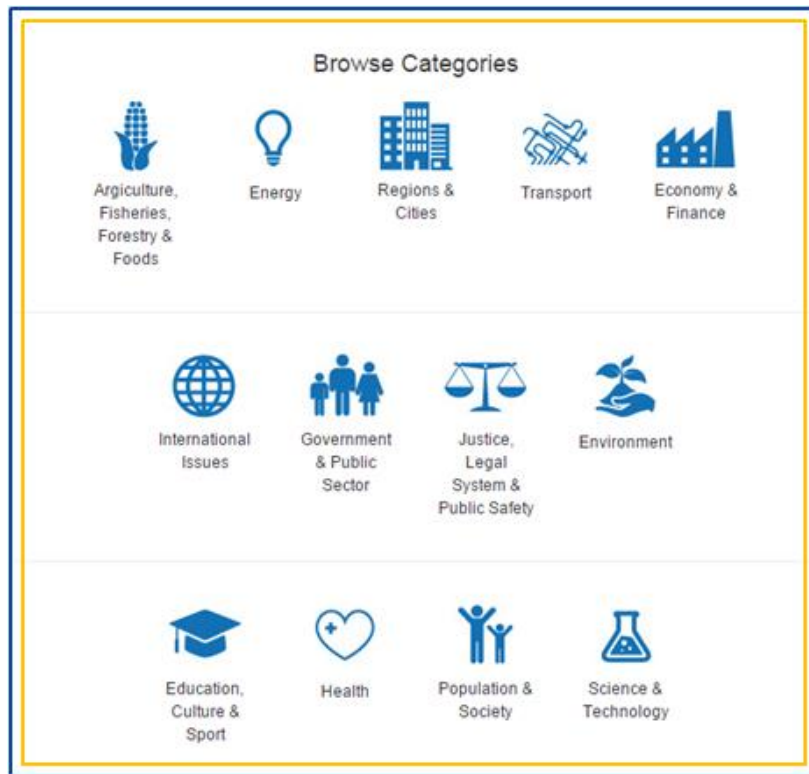 Browse Categories
Argiculture,
Fisheries,
Forestry &
Foods
Energy
Regions &
Cities
Transport
Economy &
Finance
International
Issues
Government
& Public
Sector
Justice,
Legal
System &
Public Safety
Environment
Education,
Culture &
Sport
Health
Population &
Society
Science &
Technology